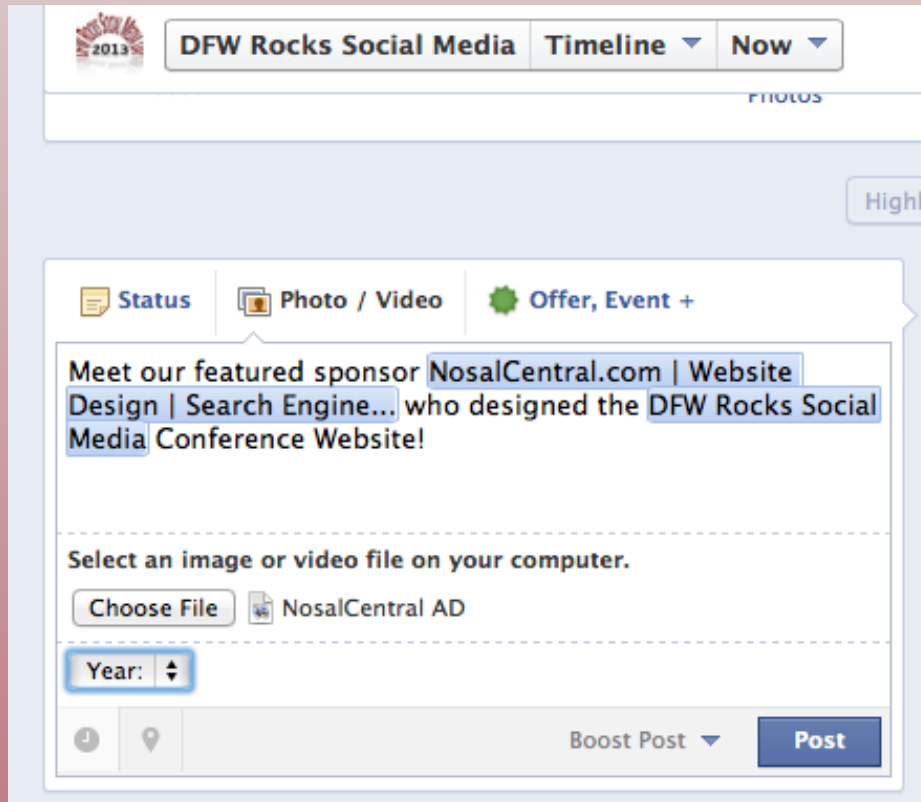 2013
DFW Rocks Social Media Timeline Now
Photos
Highl
Status Photo / Video Offer, Event +
Meet our featured sponsor NosalCentral.com | Website
Design | Search Engine... who designed the DFW Rocks Social
Media Conference Website!
Select an image or video file on your computer.
Choose File NosalCentral AD
Year:
Boost Post Post